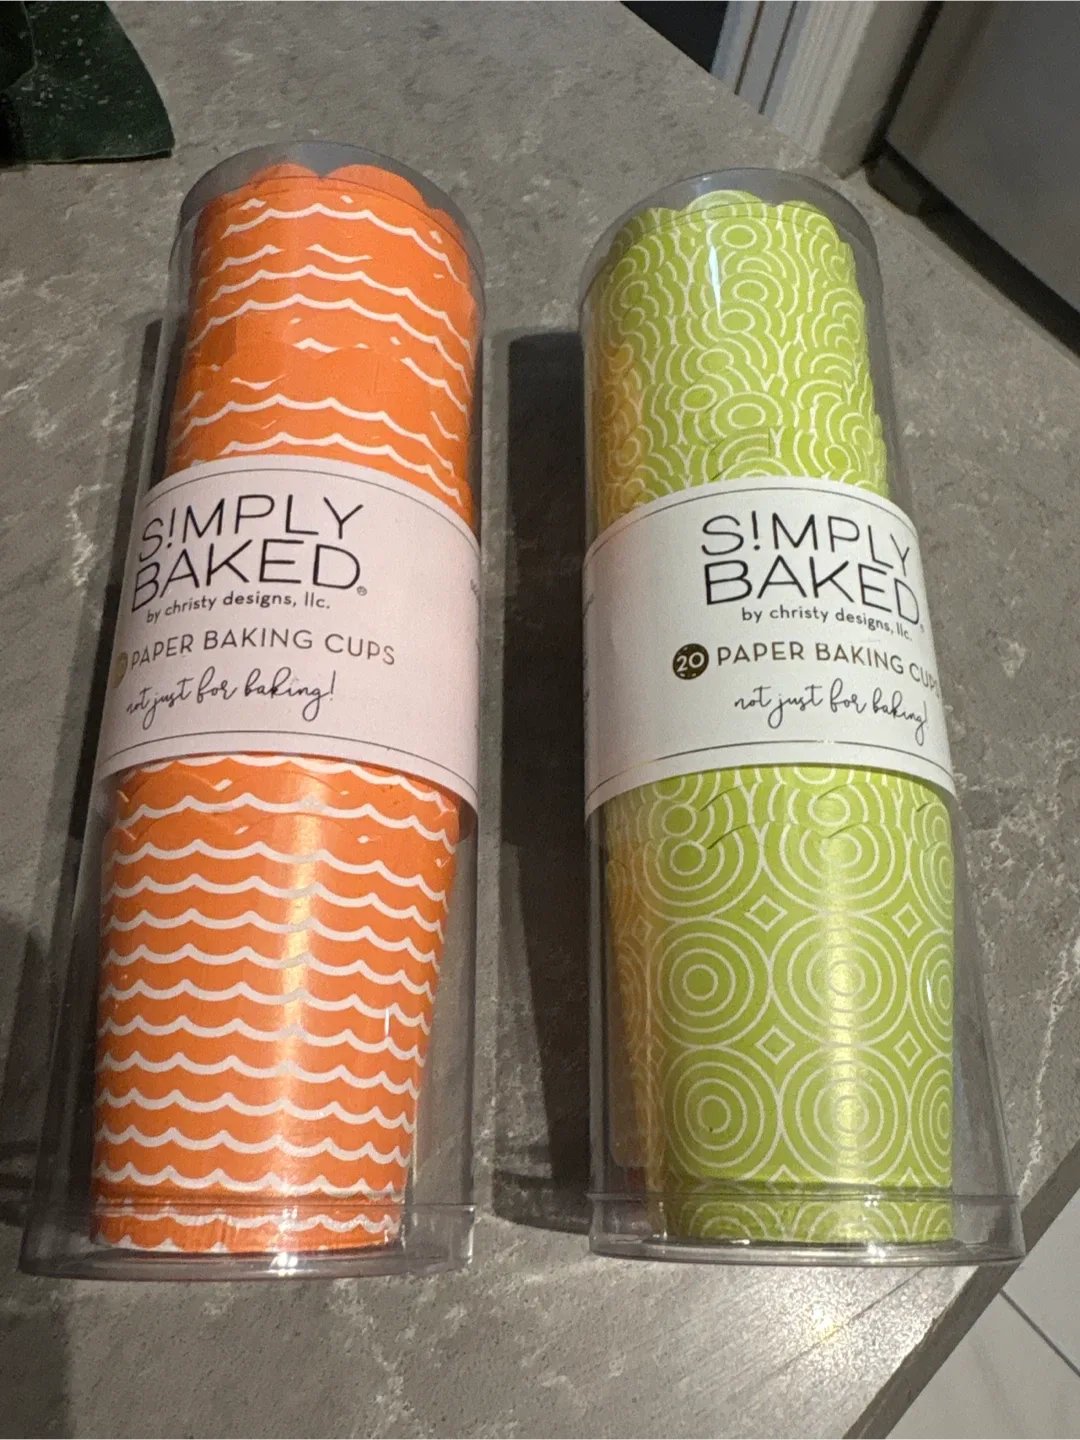 S!MPLY
BAKED®
by christy designs, llc.
PAPER BAKING CUPS
not just for baking!
S!MPLY
BAKED
by christy designs, llc.
20 PAPER BAKING CUPS
not just for baking!